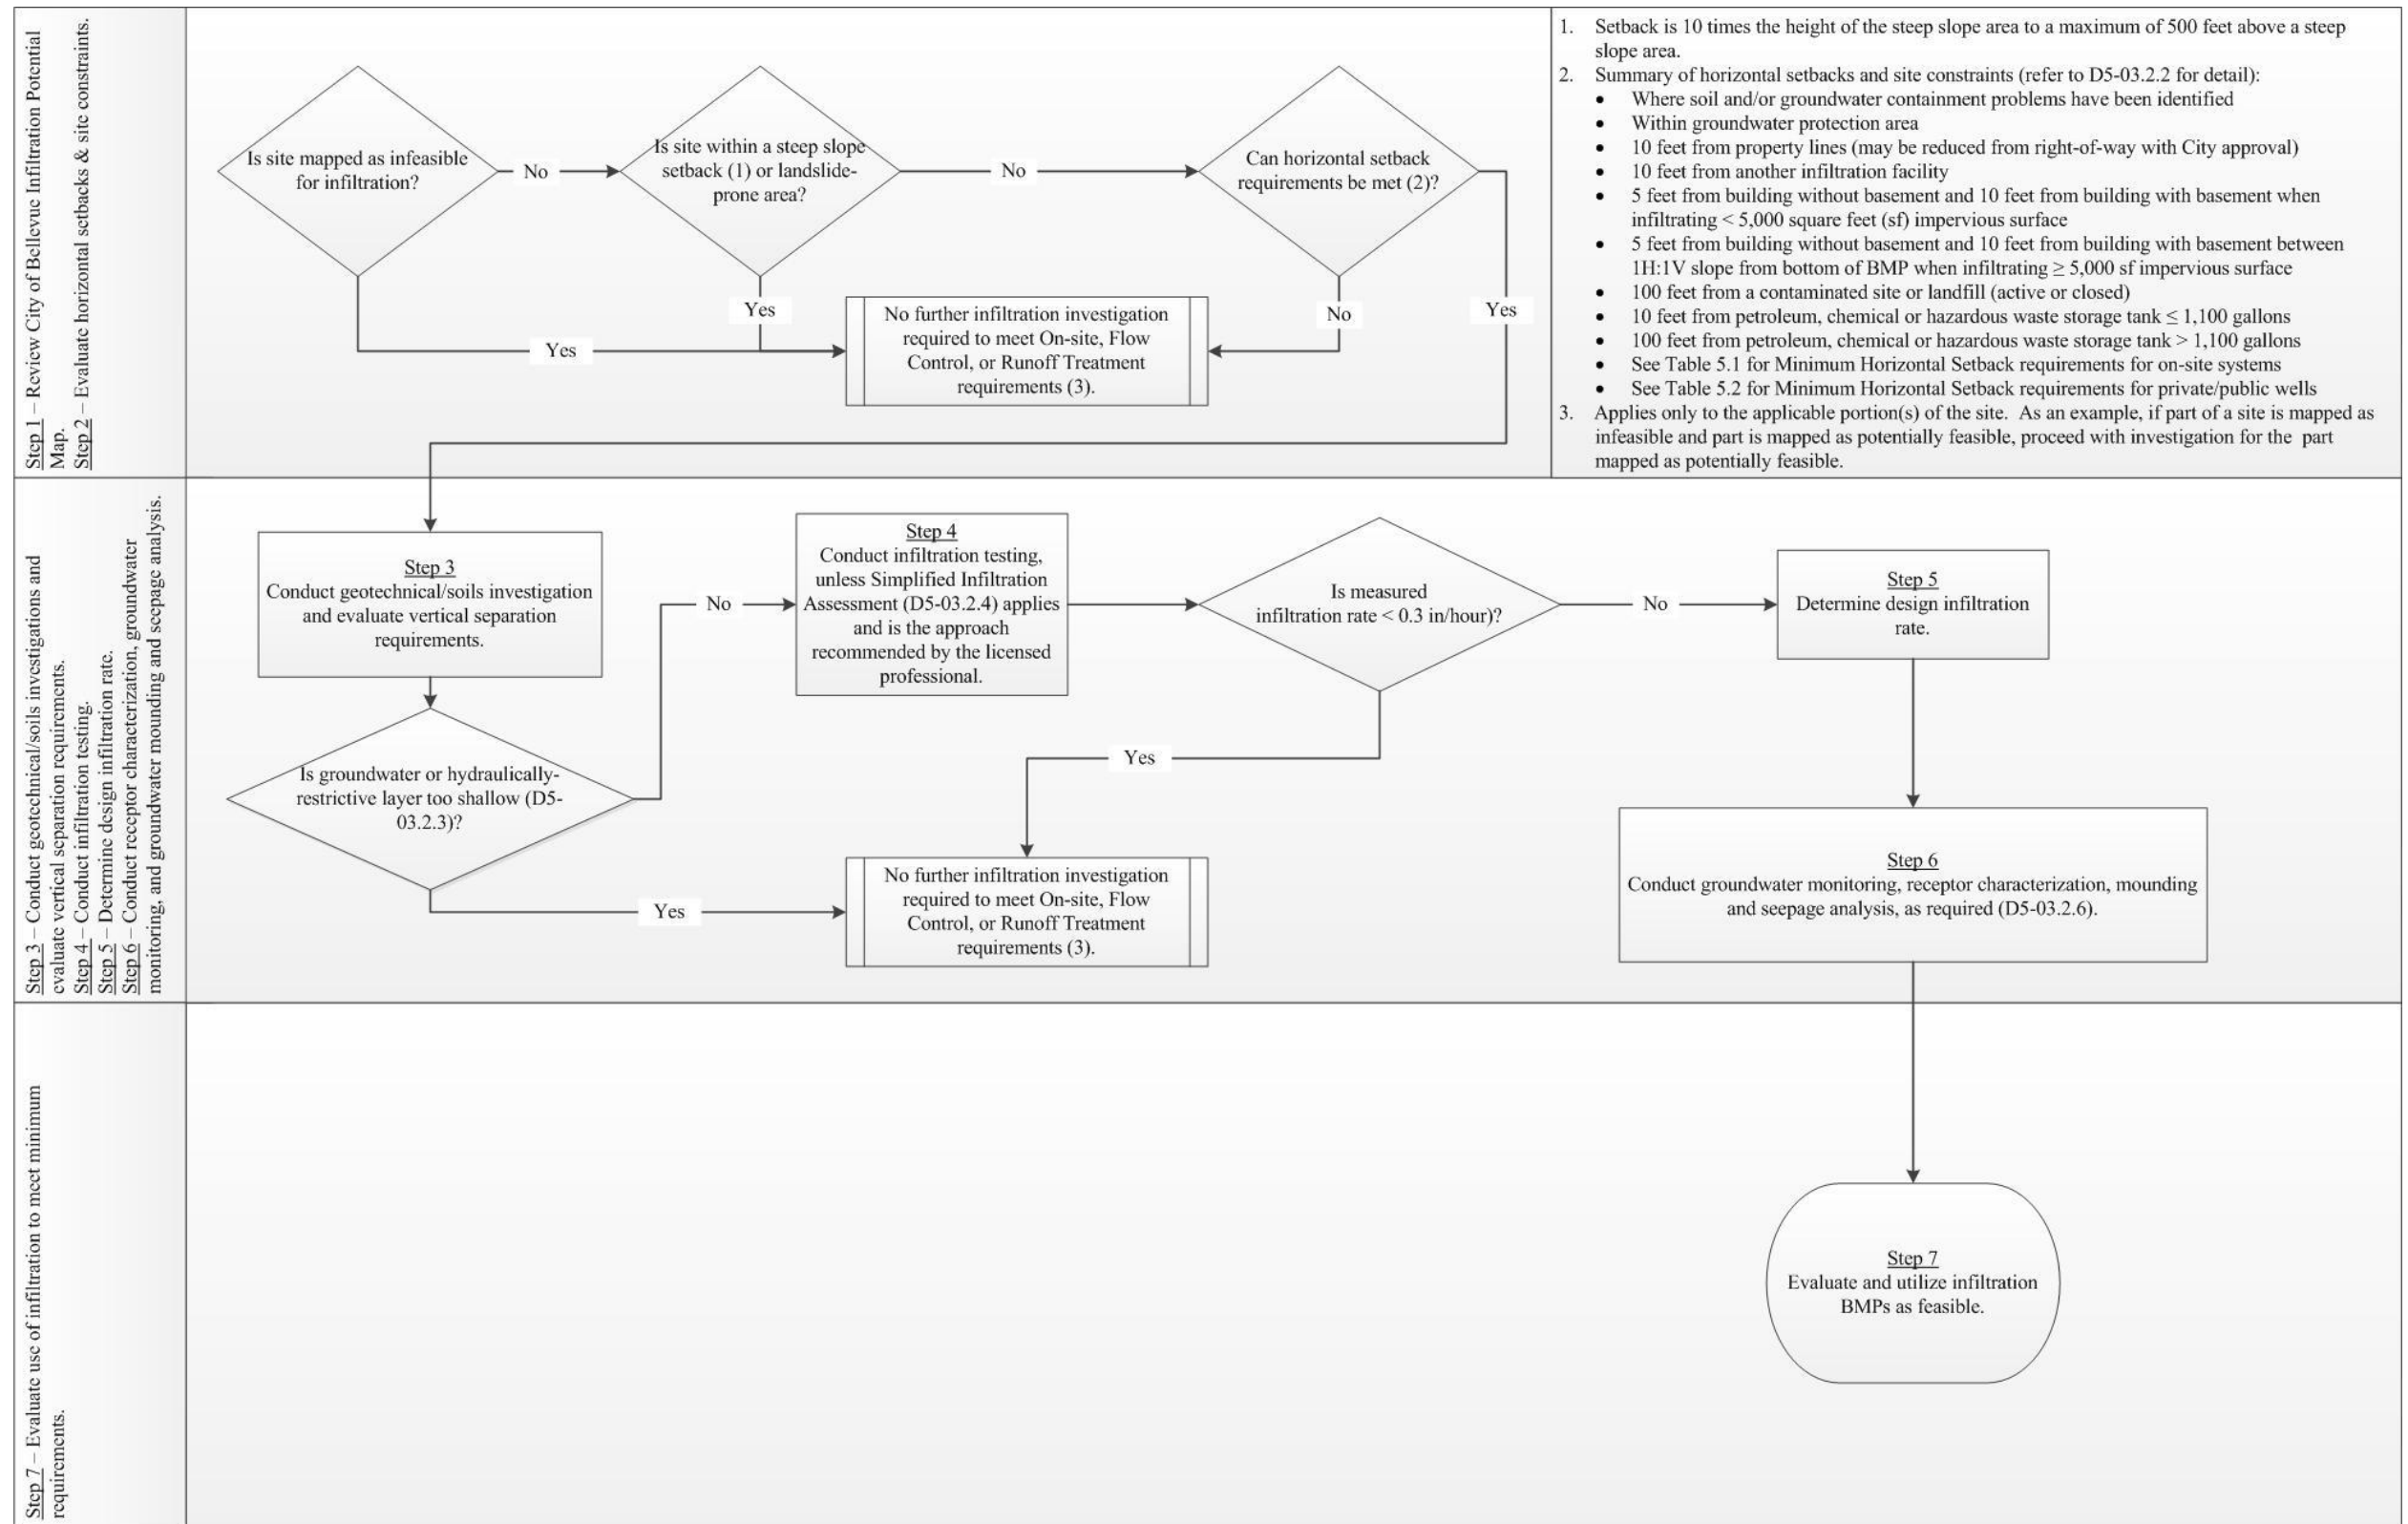 Step 1 – Review City of Bellevue Infiltration Potential
Map.
Step 2 – Evaluate horizontal setbacks & site constraints.
Is site mapped as infeasible
for infiltration?
No
Is site within a steep slope
setback (1) or landslide-
prone area?
No
Can horizontal setback
requirements be met (2)?
Yes
Yes
No
Yes
No further infiltration investigation
required to meet On-site, Flow
Control, or Runoff Treatment
requirements (3).
1. Setback is 10 times the height of the steep slope area to a maximum of 500 feet above a steep
slope area.
2. Summary of horizontal setbacks and site constraints (refer to D5-03.2.2 for detail):
• Where soil and/or groundwater containment problems have been identified
• Within groundwater protection area
• 10 feet from property lines (may be reduced from right-of-way with City approval)
• 10 feet from another infiltration facility
• 5 feet from building without basement and 10 feet from building with basement when
infiltrating < 5,000 square feet (sf) impervious surface
• 5 feet from building without basement and 10 feet from building with basement between
1H:1V slope from bottom of BMP when infiltrating ≥ 5,000 sf impervious surface
• 100 feet from a contaminated site or landfill (active or closed)
• 10 feet from petroleum, chemical or hazardous waste storage tank ≤ 1,100 gallons
• 100 feet from petroleum, chemical or hazardous waste storage tank > 1,100 gallons
• See Table 5.1 for Minimum Horizontal Setback requirements for on-site systems
• See Table 5.2 for Minimum Horizontal Setback requirements for private/public wells
3. Applies only to the applicable portion(s) of the site. As an example, if part of a site is mapped as
infeasible and part is mapped as potentially feasible, proceed with investigation for the part
mapped as potentially feasible.
Step 3 – Conduct geotechnical/soils investigations and
evaluate vertical separation requirements.
Step 4 – Conduct infiltration testing.
Step 5 – Determine design infiltration rate.
Step 6 – Conduct receptor characterization, groundwater
monitoring, and groundwater mounding and seepage analysis.
Step 3
Conduct geotechnical/soils investigation
and evaluate vertical separation
requirements.
Is groundwater or hydraulically-
restrictive layer too shallow (D5-
03.2.3)?
No
Yes
Step 4
Conduct infiltration testing,
unless Simplified Infiltration
Assessment (D5-03.2.4) applies
and is the approach
recommended by the licensed
professional.
Is measured
infiltration rate < 0.3 in/hour)?
Yes
No
No further infiltration investigation
required to meet On-site, Flow
Control, or Runoff Treatment
requirements (3).
Step 5
Determine design infiltration
rate.
Step 6
Conduct groundwater monitoring, receptor characterization, mounding
and seepage analysis, as required (D5-03.2.6).
Step 7 – Evaluate use of infiltration to meet minimum
requirements.
Step 7
Evaluate and utilize infiltration
BMPs as feasible.